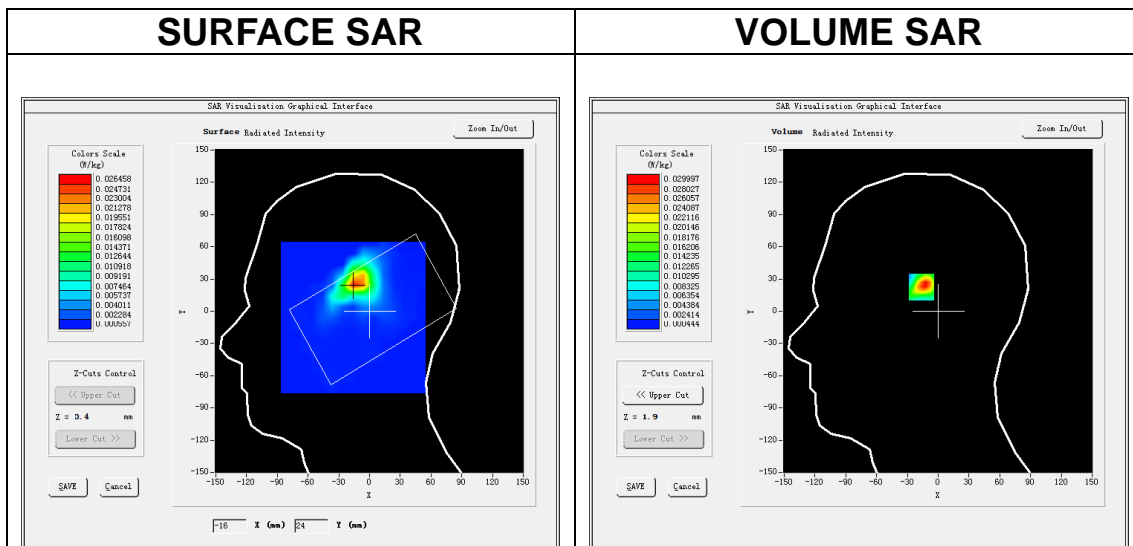 SURFACE SAR
VOLUME SAR
SAR Visualisation Graphical Interface
Surface Radiated Intensity
Zoom In/Out
Colors Scale
(W/kg)
0.026458
0.024731
0.023004
0.021278
0.019551
0.017824
0.016098
0.014371
0.012644
0.010918
0.009191
0.007464
0.005737
0.004011
0.002284
0.000557
Z-Cuts Control
<< Upper Cut
Z = 0.4 mm
Lower Cut >>
SAVE Cancel
150
120
90
60
30
0
-30
-60
-90
-120
-150
Y
-150 -120 -90 -60 -30 0 30 60 90 120 150
X
-16 X (mm) 24 Y (mm)
SAR Visualisation Graphical Interface
Volume Radiated Intensity
Zoom In/Out
Colors Scale
(W/kg)
0.029997
0.028027
0.026057
0.024087
0.022116
0.020146
0.018176
0.016206
0.014235
0.012265
0.010295
0.008325
0.006354
0.004384
0.002414
0.000444
Z-Cuts Control
<< Upper Cut
Z = 1.9 mm
Lower Cut >>
SAVE Cancel
150
120
90
60
30
0
-30
-60
-90
-120
-150
Y
-150 -120 -90 -60 -30 0 30 60 90 120 150
X